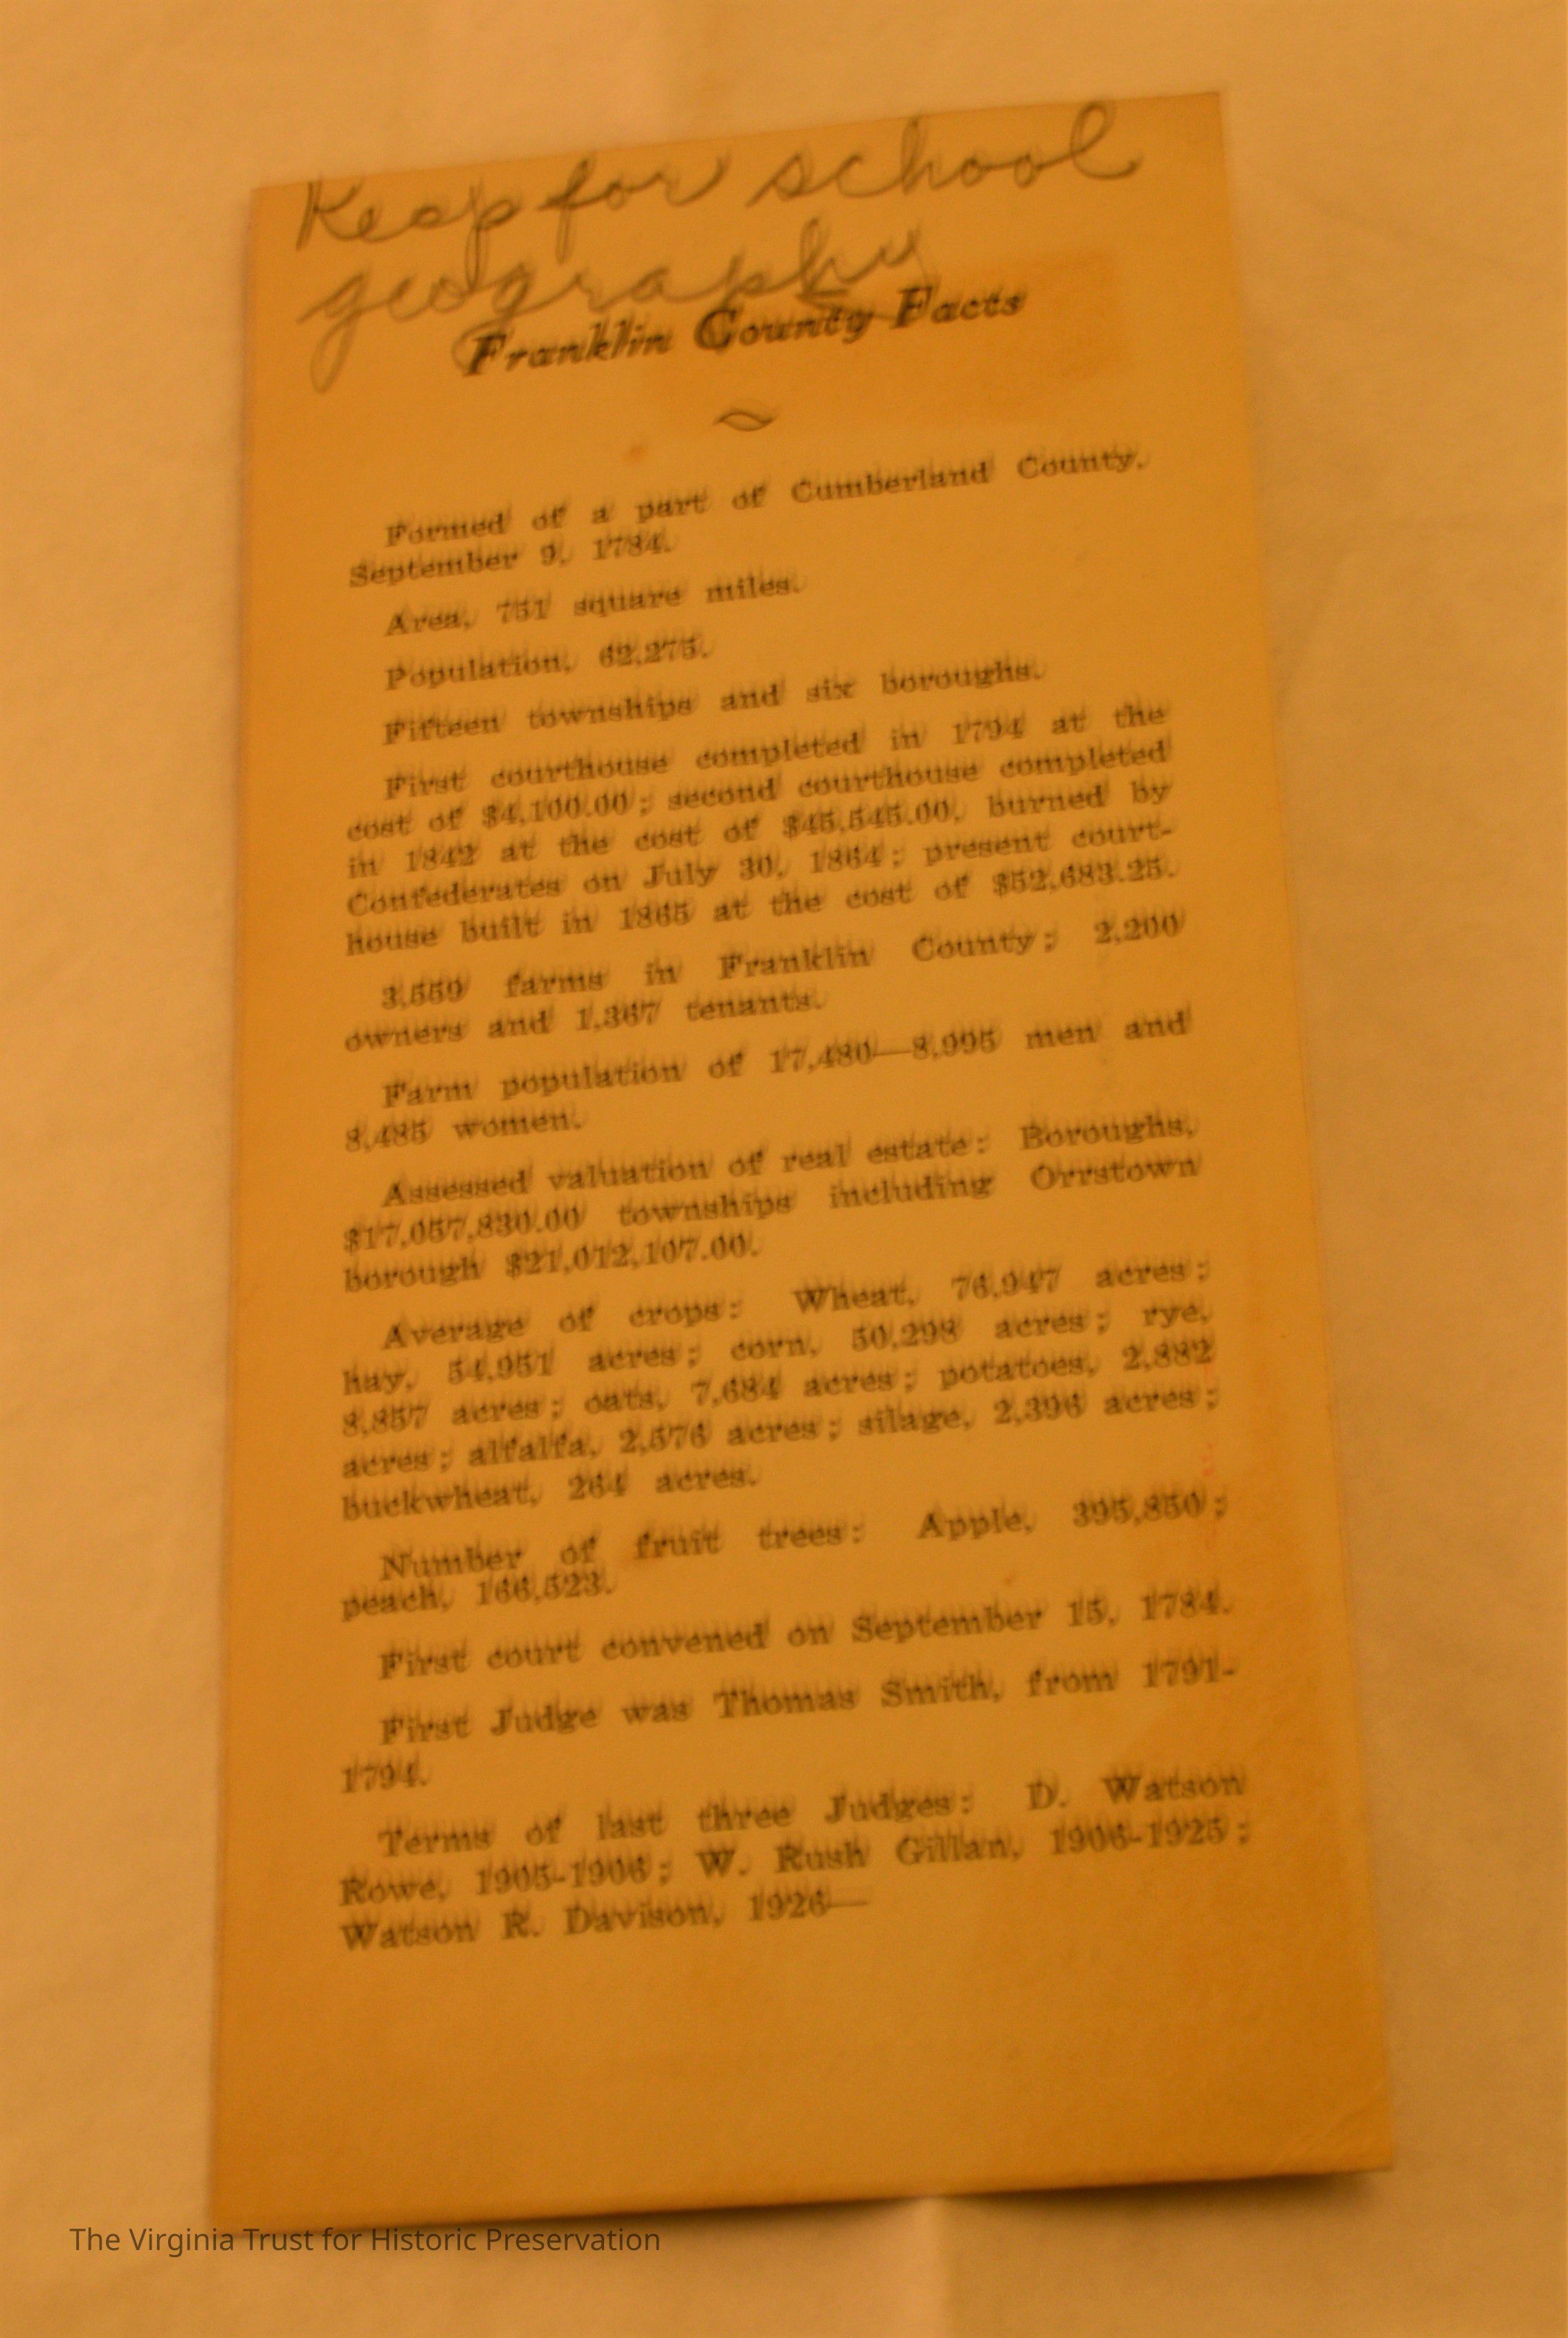 Keep for school
geography
Franklin County Facts
Formed of a part of Cumberland County,
September 9, 1784.
Area, 751 square miles.
Population, 62,275.
Fifteen townships and six boroughs.
First courthouse completed in 1794 at the
cost of $4,100.00; second courthouse completed
in 1842 at the cost of $45,545.00, burned by
Confederates on July 30, 1864; present court-
house built in 1865 at the cost of $52,683.25.
3,559 farms in Franklin County; 2,200
owners and 1,367 tenants.
Farm population of 17,480—8,995 men and
8,485 women.
Assessed valuation of real estate: Boroughs,
$17,057,830.00 townships including Orrstown
borough $21,012,107.00.
Average of crops: Wheat, 76,947 acres;
hay, 54,951 acres; corn, 50,298 acres; rye,
8,857 acres; oats, 7,684 acres; potatoes, 2,882
acres; alfalfa, 2,576 acres; silage, 2,396 acres;
buckwheat, 264 acres.
Number of fruit trees: Apple, 395,850;
peach, 166,523.
First court convened on September 15, 1784.
First Judge was Thomas Smith, from 1791-
1794.
Terms of last three Judges: D. Watson
Rowe, 1905-1906; W. Rush Gillan, 1906-1925;
Watson R. Davison, 1926—
The Virginia Trust for Historic Preservation